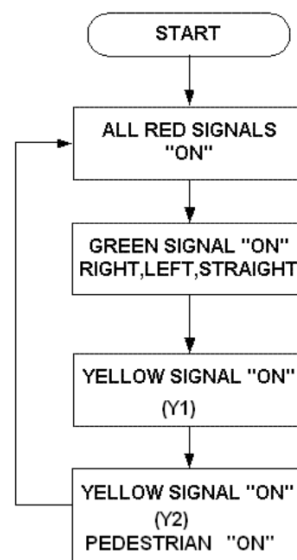 START
ALL RED SIGNALS
"ON"
GREEN SIGNAL "ON"
RIGHT,LEFT,STRAIGHT
YELLOW SIGNAL "ON"
(Y1)
YELLOW SIGNAL "ON"
(Y2)
PEDESTRIAN "ON"